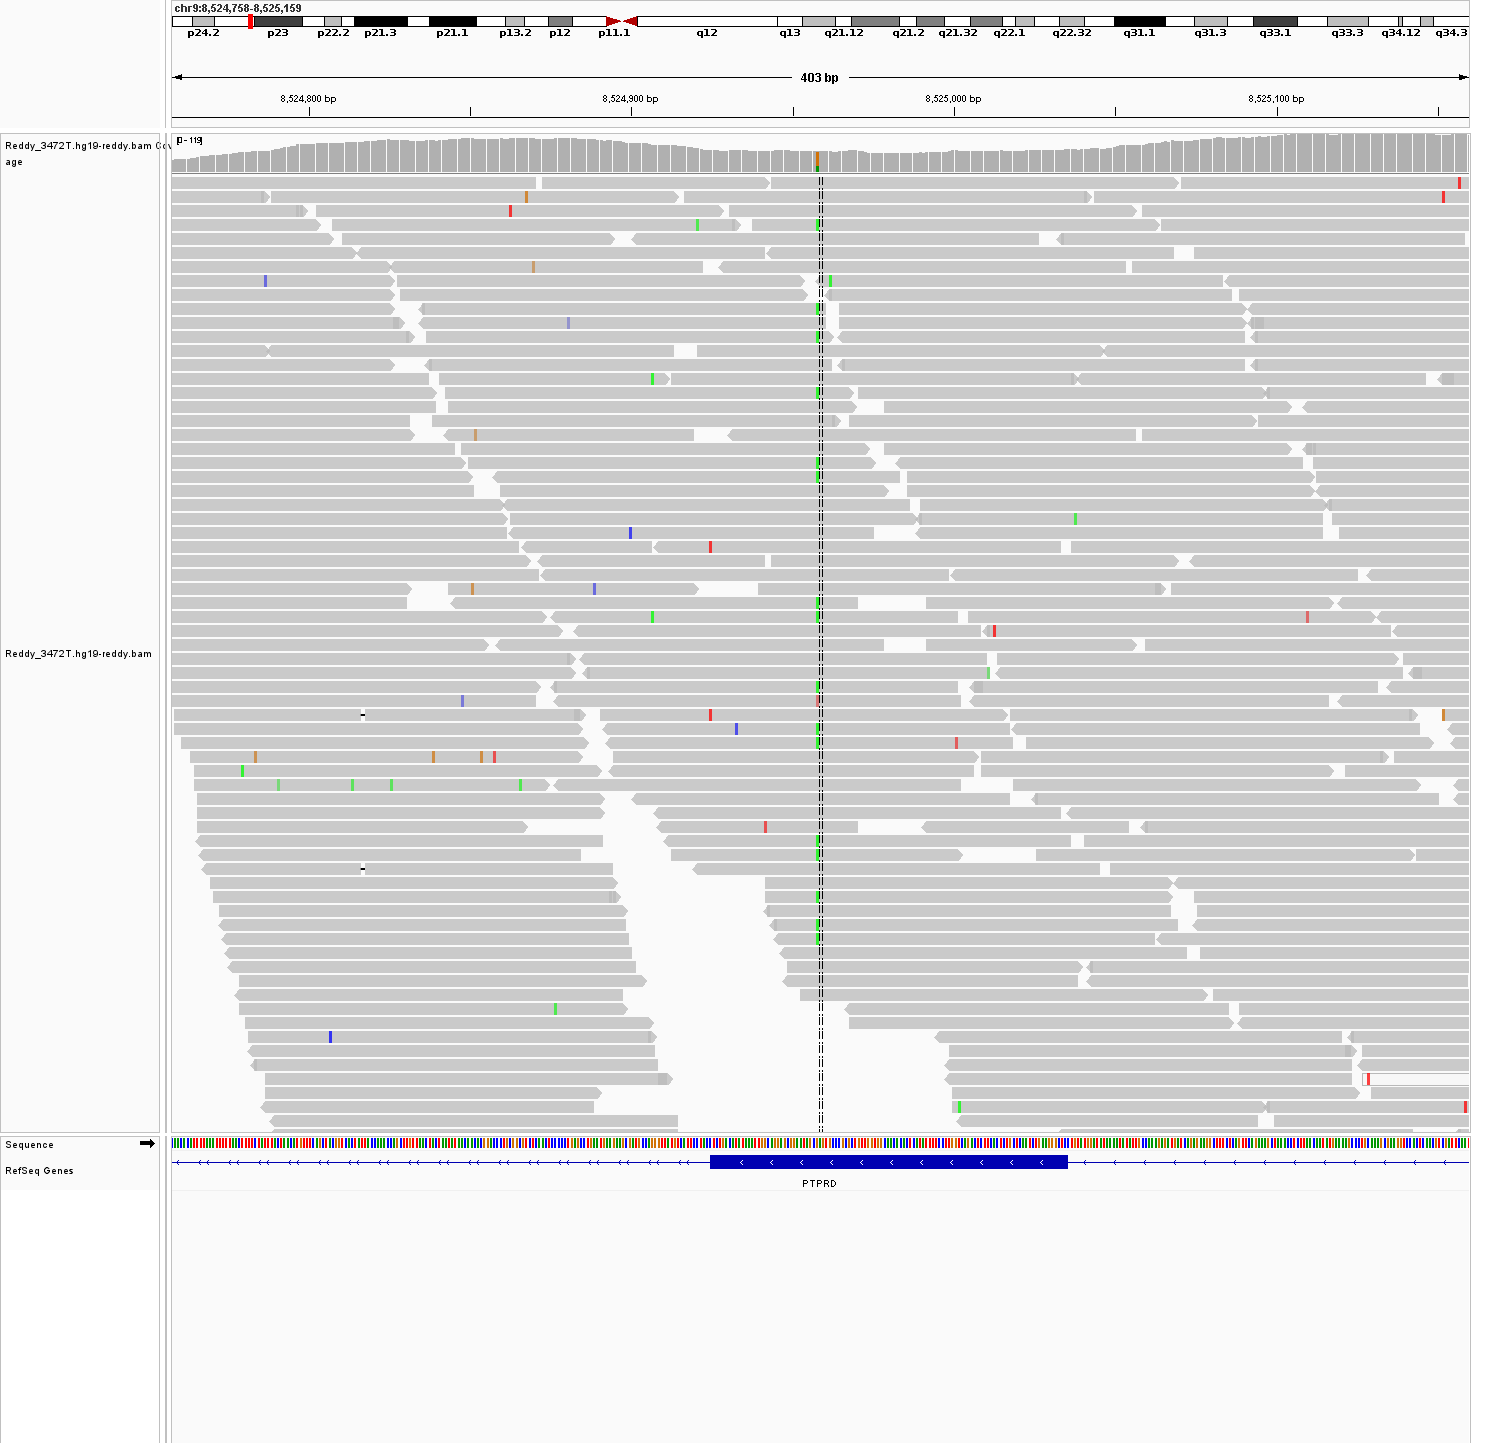 chr9:8,524,758-8,525,159
p24.2 p23 p22.2 p21.3 p21.1 p13.2 p12 p11.1 q12 q13 q21.12 q21.2 q21.32 q22.1 q22.32 q31.1 q31.3 q33.1 q33.3 q34.12 q34.3
403 bp
8,524,800 bp 8,524,900 bp 8,525,000 bp 8,525,100 bp
[0 - 119]
Reddy_3472T.hg19-reddy.bam Cov
age
Reddy_3472T.hg19-reddy.bam
Sequence
RefSeq Genes
PTPRD